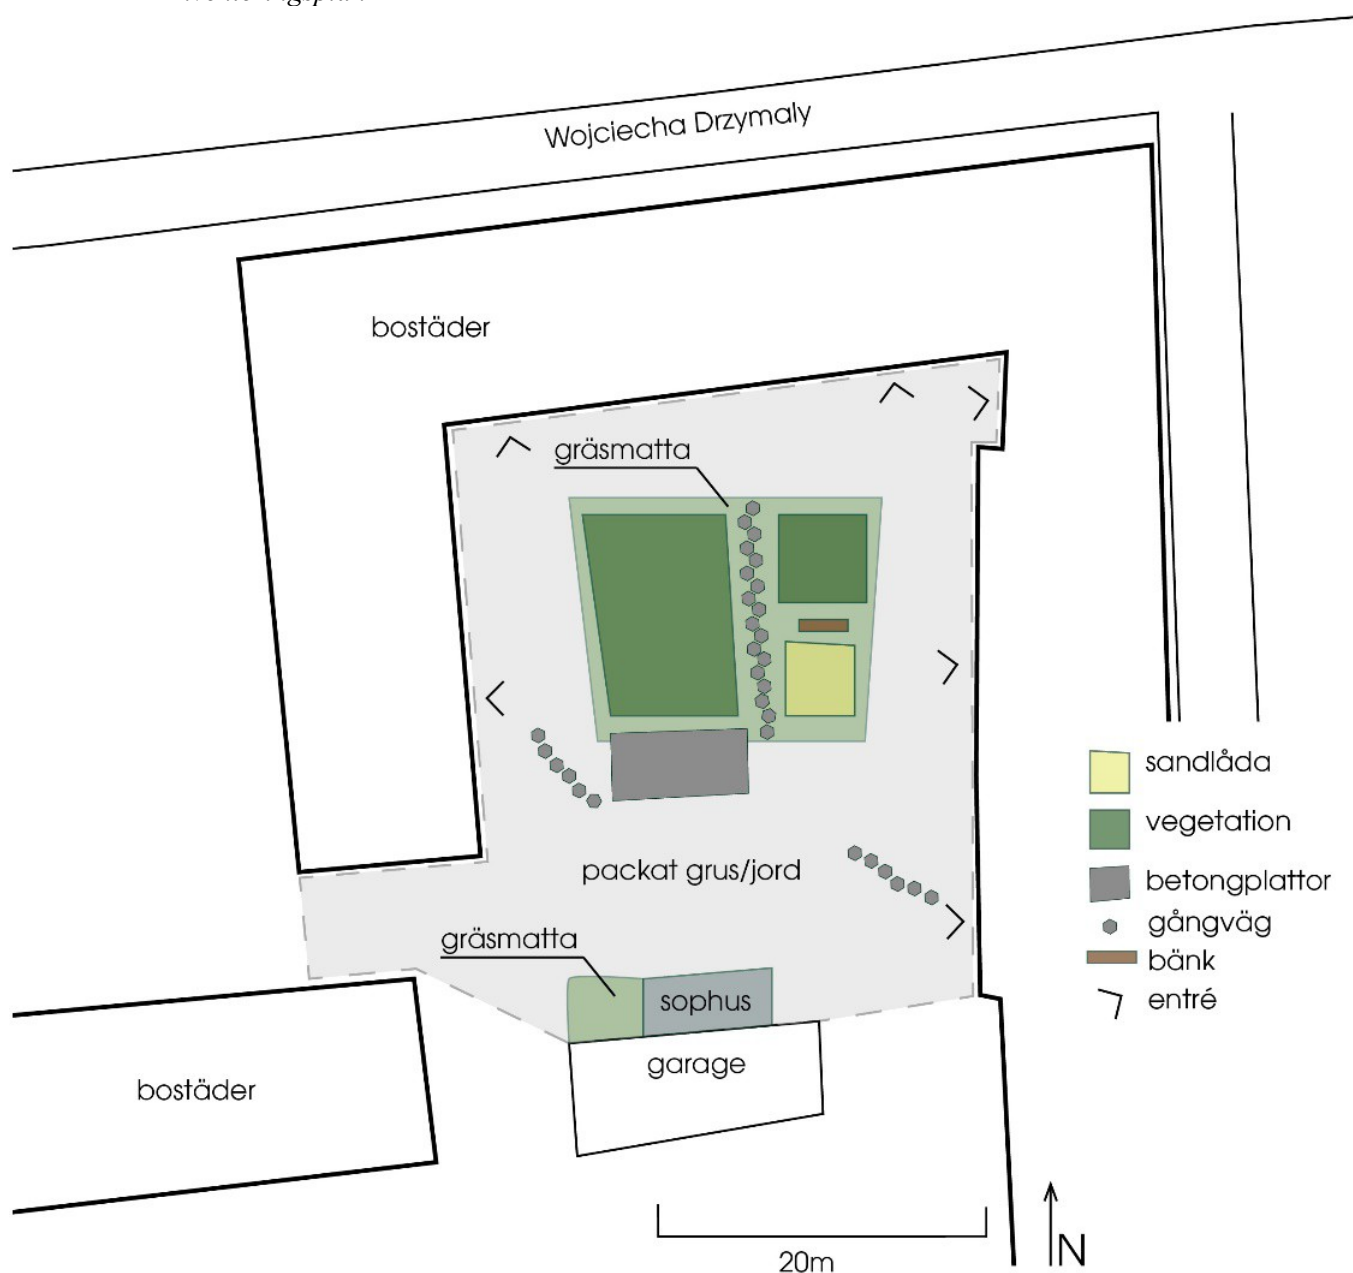 Wojciecha Drzymaly
bostäder
gräsmatta
sandlåda
vegetation
packat grus/jord
betongplattor
gångväg
gräsmatta
bänk
sophus
entré
garage
bostäder
N
20m